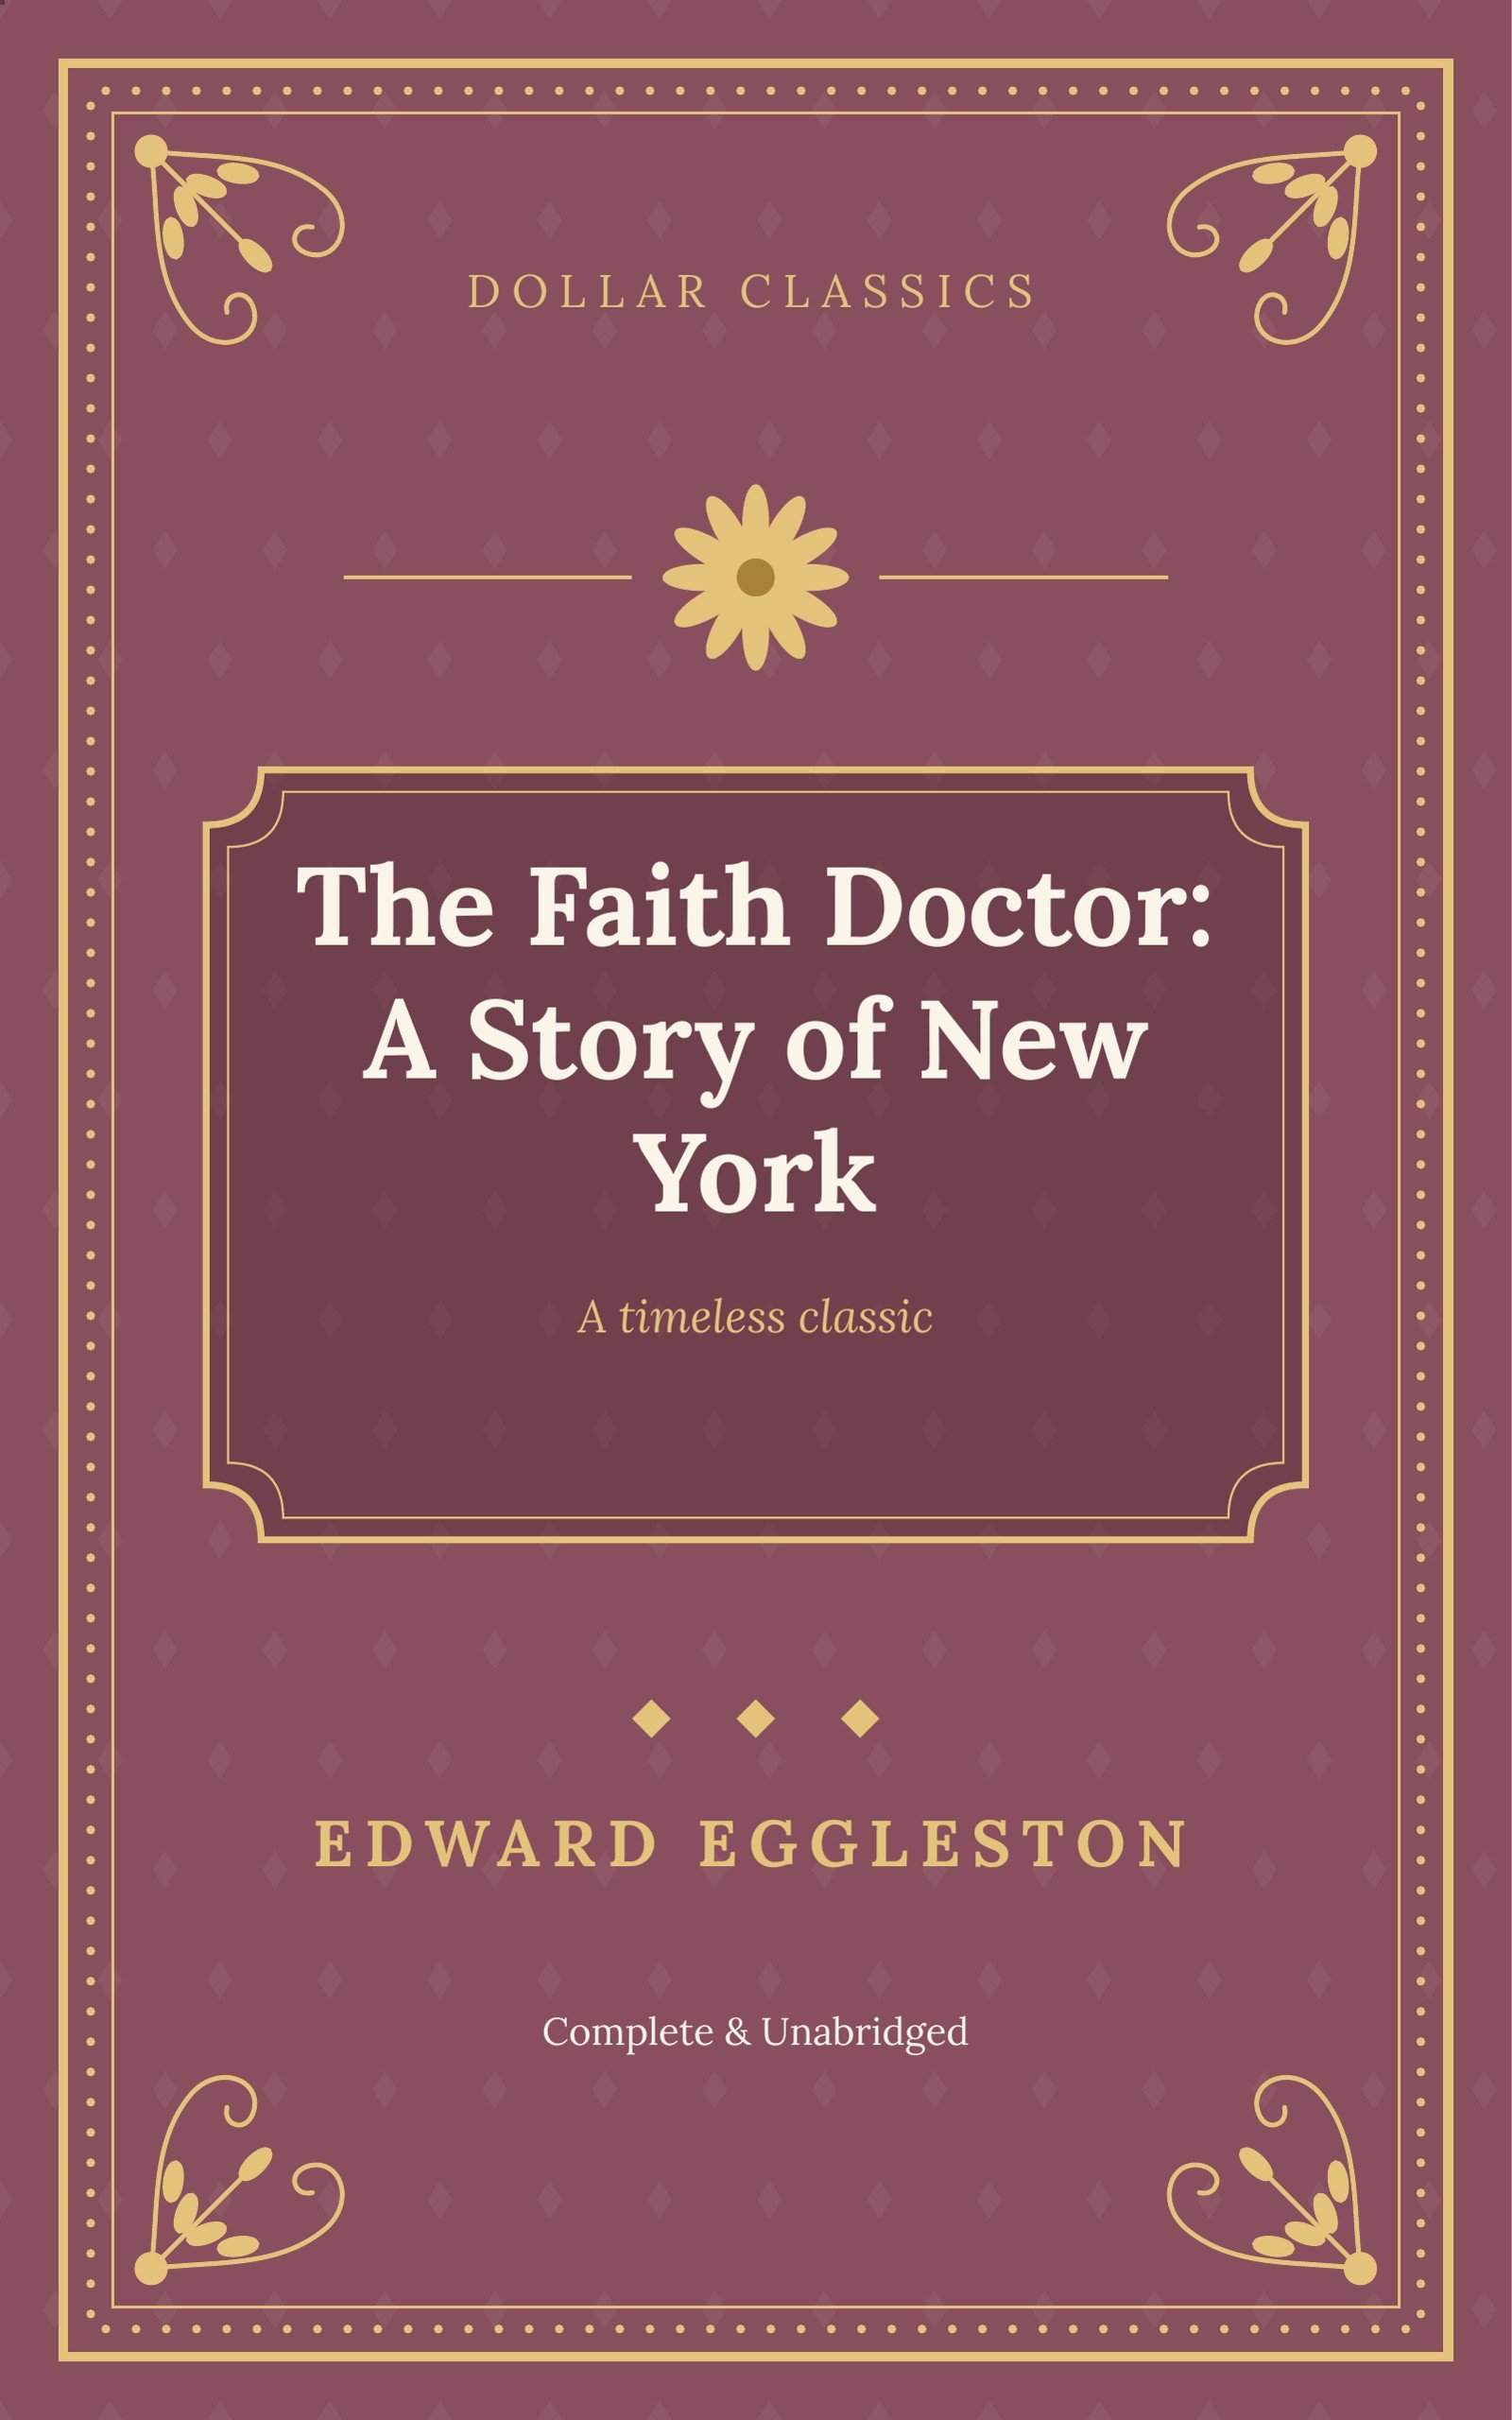 DOLLAR CLASSICS
The Faith Doctor:
A Story of New
York
A timeless classic
EDWARD EGGLESTON
Complete & Unabridged